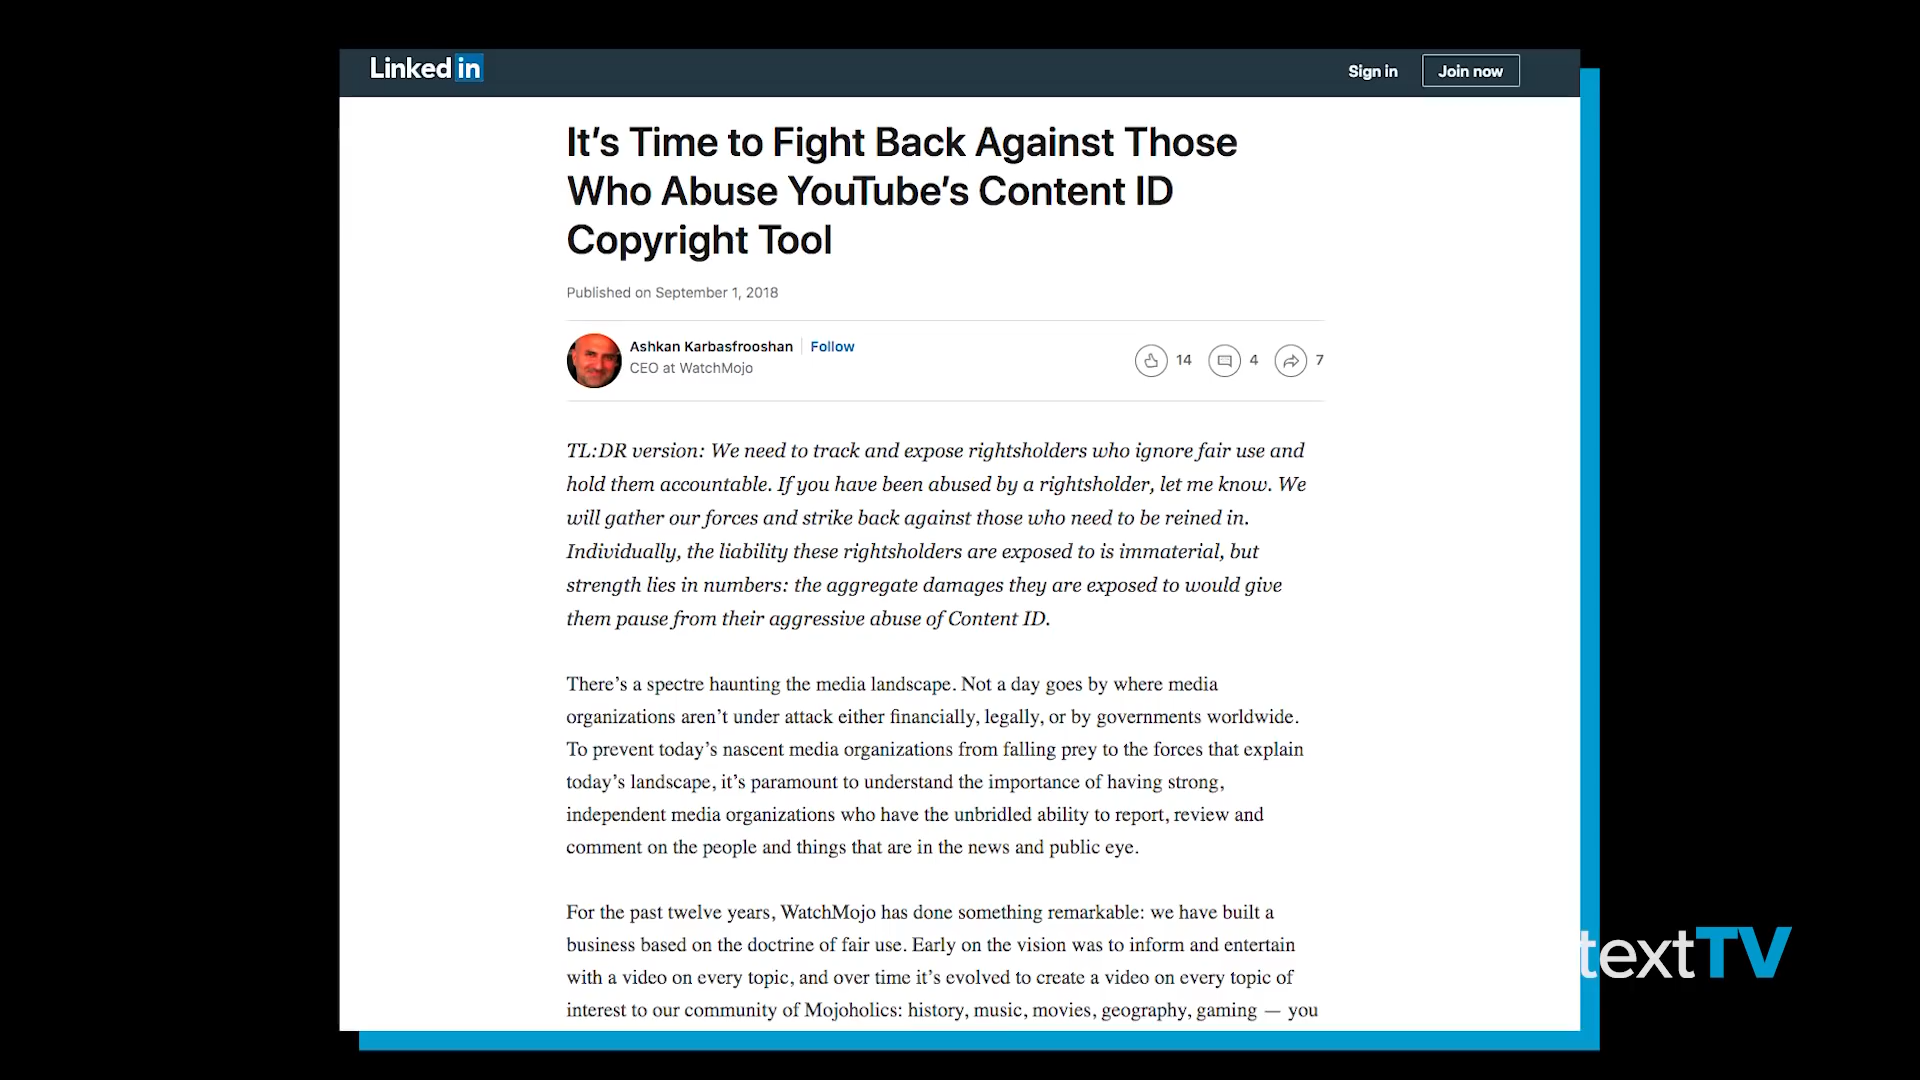 Linked in
Sign in
Join now
It's Time to Fight Back Against Those
Who Abuse YouTube's Content ID
Copyright Tool
Published on September 1, 2018
Ashkan Karbasfrooshan
Follow
CEO at WatchMojo
14
4
7
TL:DR version: We need to track and expose rightsholders who ignore fair use and
hold them accountable. If you have been abused by a rightsholder, let me know. We
will gather our forces and strike back against those who need to be reined in.
Individually, the liability these rightsholders are exposed to is immaterial, but
strength lies in numbers: the aggregate damages they are exposed to would give
them pause from their aggressive abuse of Content ID.
There's a spectre haunting the media landscape. Not a day goes by where media
organizations aren't under attack either financially, legally, or by governments worldwide.
To prevent today's nascent media organizations from falling prey to the forces that explain
today's landscape, it's paramount to understand the importance of having strong,
independent media organizations who have the unbridled ability to report, review and
comment on the people and things that are in the news and public eye.
For the past twelve years, WatchMojo has done something remarkable: we have built a
business based on the doctrine of fair use. Early on the vision was to inform and entertain
with a video on every topic, and over time it's evolved to create a video on every topic of
interest to our community of Mojoholics: history, music, movies, geography, gaming — you
textTV